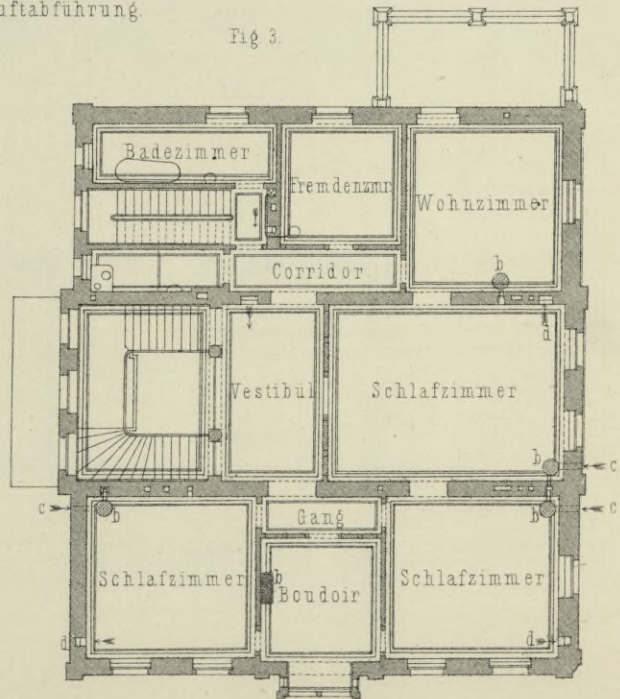 uftabführung.
Fig 3.
Badezimmer
Fremdenzmr.
Wohnzimmer
b
Corridor
d
Vestibül
Schlafzimmer
b
c
c
b
b
c
Gang
Schlafzimmer
b
Boudoir
Schlafzimmer
d
d